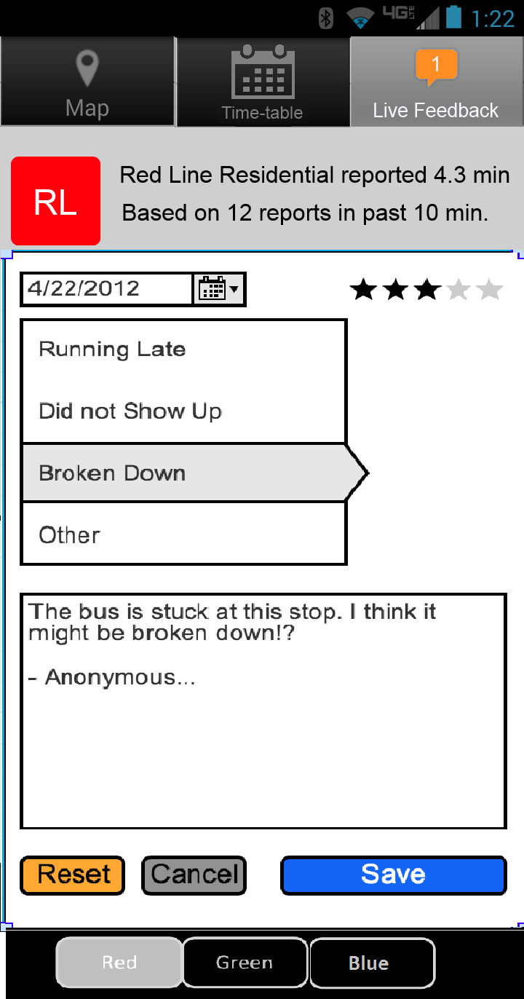 4G LTE 1:22
1
Map
Time-table
Live Feedback
RL
Red Line Residential reported 4.3 min
Based on 12 reports in past 10 min.
4/22/2012
Running Late
Did not Show Up
Broken Down
Other
The bus is stuck at this stop. I think it
might be broken down!?
- Anonymous...
Reset
Cancel
Save
Red
Green
Blue